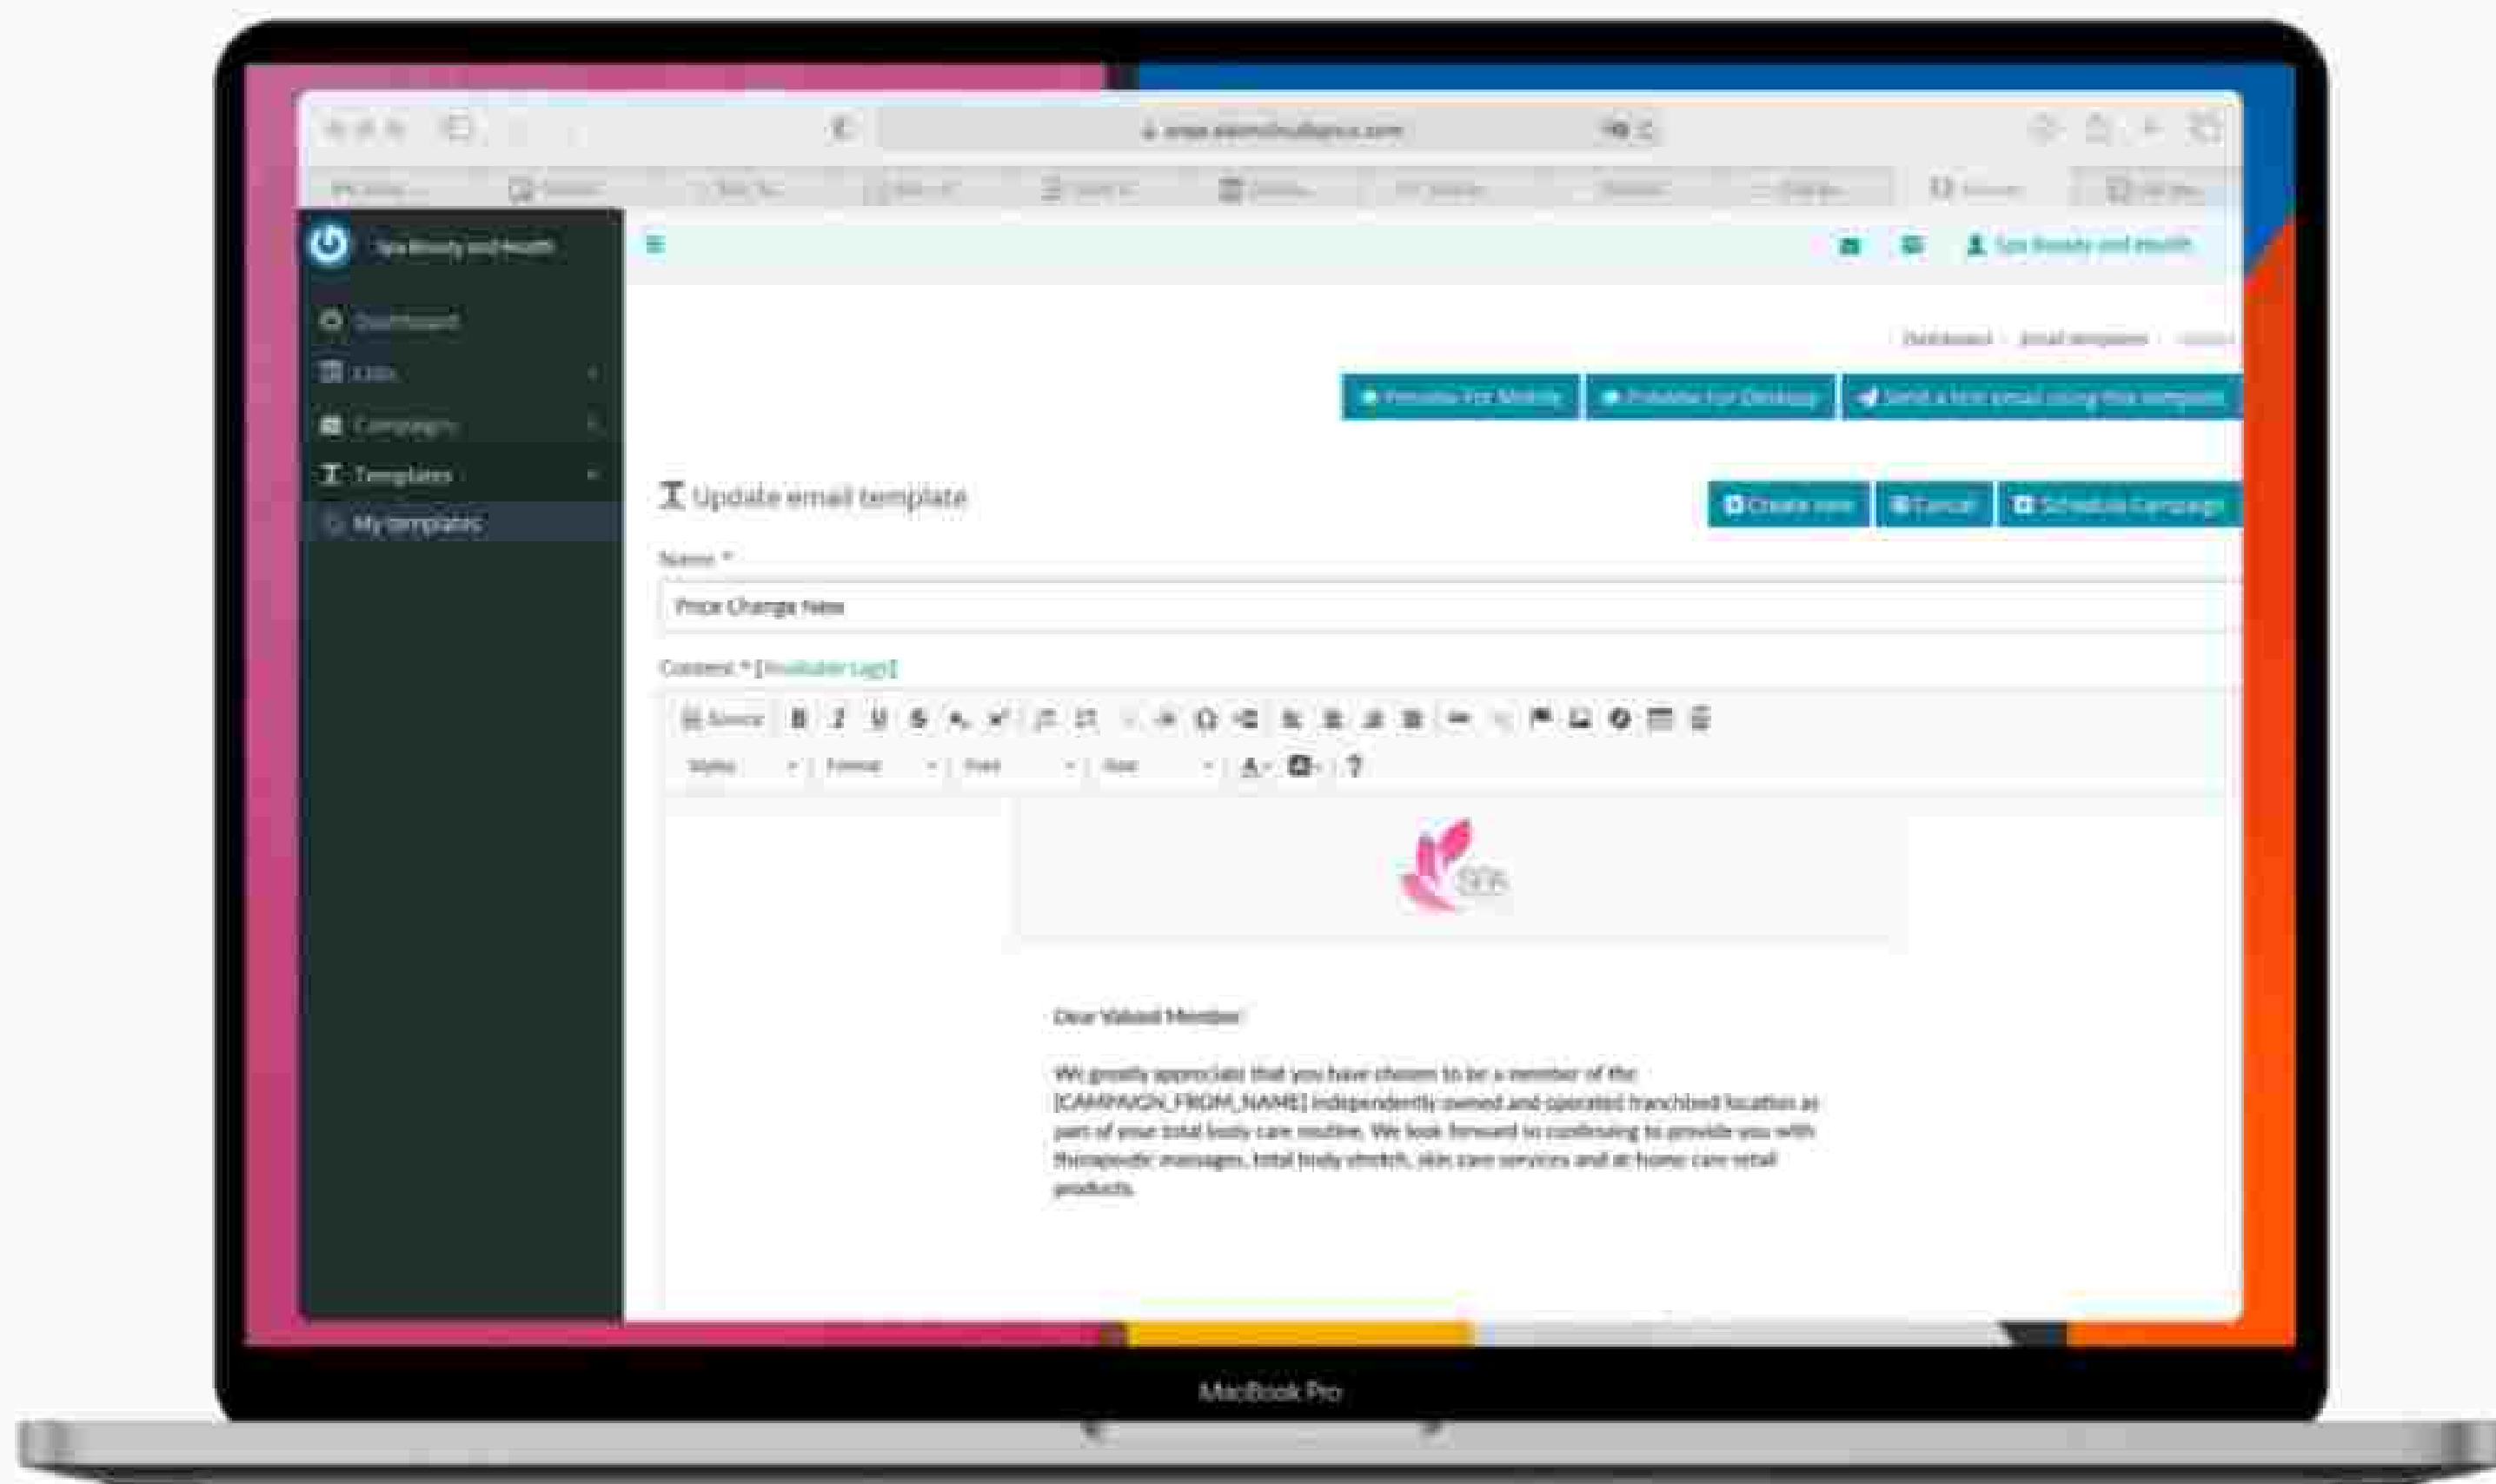 Spa Beauty and Health
Spa Beauty and Health
Dashboard
Lists
Campaigns
Templates
My templates
Dashboard Email templates
Preview For Mobile Preview For Desktop Send a test email using this template
Update email template
Create new Cancel Schedule Campaign
Name *
Price Change New
Content * [Available tags]
Source B I U S
Styles Format Font Size A ?
SPA
Dear Valued Member
We greatly appreciate that you have chosen to be a member of the
[CAMPAIGN_FROM_NAME] independently owned and operated franchised location as
part of your total body care routine. We look forward to continuing to provide you with
therapeutic massages, total body stretch, skin care services and at home care retail
products.
MacBook Pro